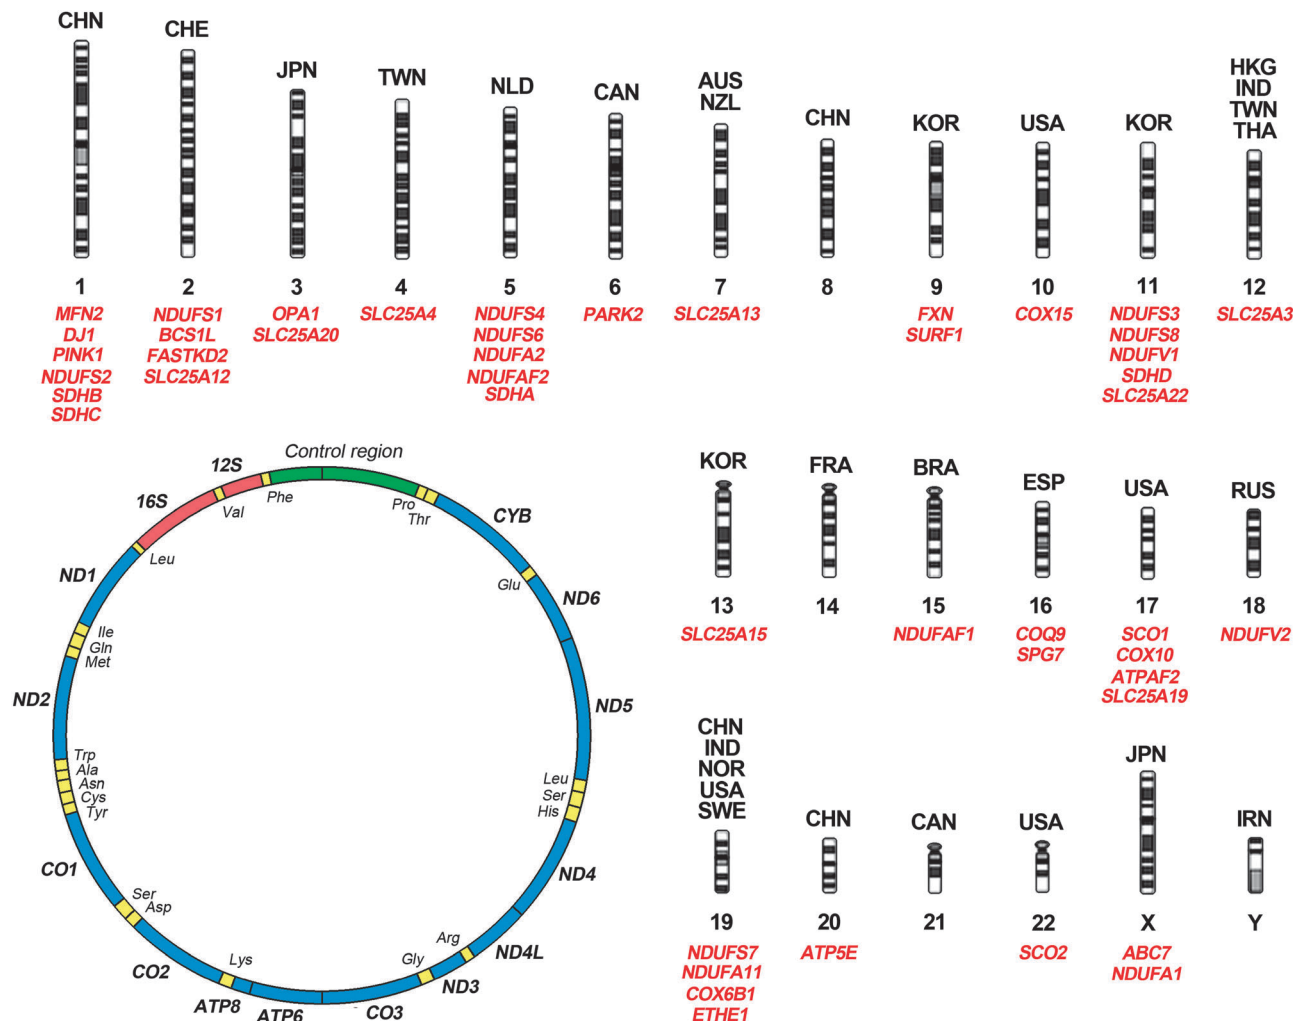 CHN
CHE
JPN
TWN
NLD
CAN
AUS
NZL
CHN
KOR
USA
KOR
HKG
IND
TWN
THA
1
2
3
4
5
6
7
8
9
10
11
12
MFN2
DJ1
PINK1
NDUFS2
SDHB
SDHC
NDUFS1
BCS1L
FASTKD2
SLC25A12
OPA1
SLC25A20
SLC25A4
NDUFS4
NDUFS6
NDUFA2
NDUFAF2
SDHA
PARK2
SLC25A13
FXN
SURF1
COX15
NDUFS3
NDUFS8
NDUFV1
SDHD
SLC25A22
SLC25A3
Control region
12S
16S
Phe
Val
Leu
ND1
Ile
Gln
Met
ND2
Trp
Ala
Asn
Cys
Tyr
CO1
Ser
Asp
CO2
Lys
ATP8
ATP6
CO3
Gly
ND3
Arg
ND4L
ND4
His
Ser
Leu
ND5
ND6
Glu
CYB
Thr
Pro
KOR
FRA
BRA
ESP
USA
RUS
13
14
15
16
17
18
SLC25A15
NDUFAF1
COQ9
SPG7
SCO1
COX10
ATPAF2
SLC25A19
NDUFV2
CHN
IND
NOR
USA
SWE
CHN
CAN
USA
JPN
IRN
19
20
21
22
X
Y
NDUFS7
NDUFA11
COX6B1
ETHE1
ATP5E
SCO2
ABC7
NDUFA1